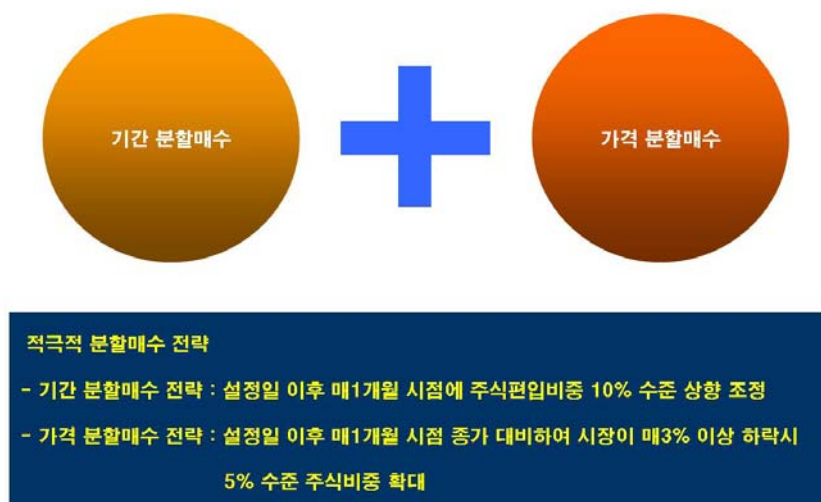 기간 분할매수
가격 분할매수
적극적 분할매수 전략
- 기간 분할매수 전략 : 설정일 이후 매1개월 시점에 주식편입비중 10% 수준 상향 조정
- 가격 분할매수 전략 : 설정일 이후 매1개월 시점 종가 대비하여 시장이 매3% 이상 하락시
5% 수준 주식비중 확대